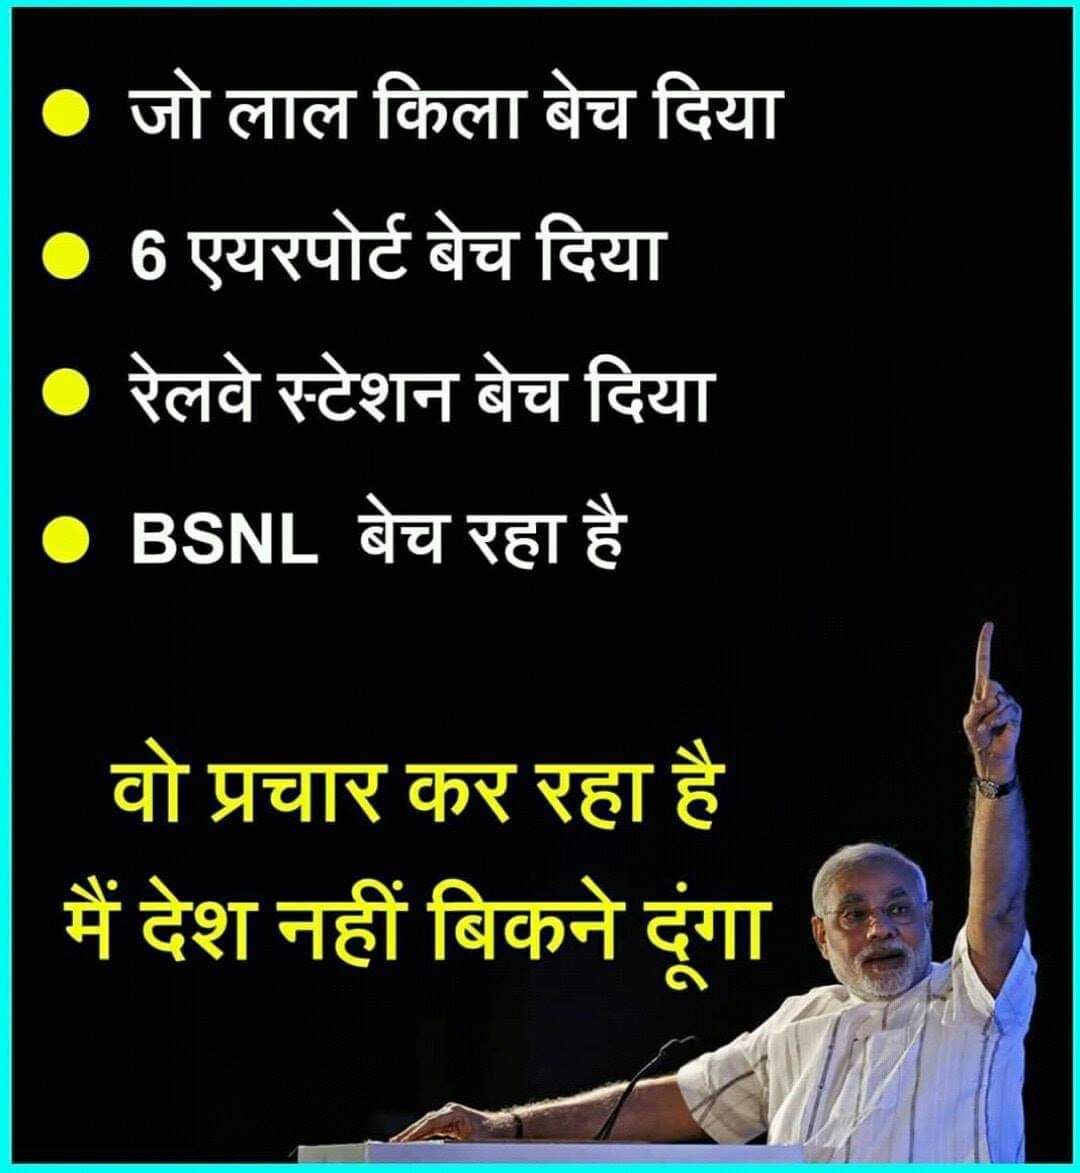 जो लाल किला बेच दिया
6 एयरपोर्ट बेच दिया
रेलवे स्टेशन बेच दिया
BSNL बेच रहा है
वो प्रचार कर रहा है
मैं देश नहीं बिकने दूंगा